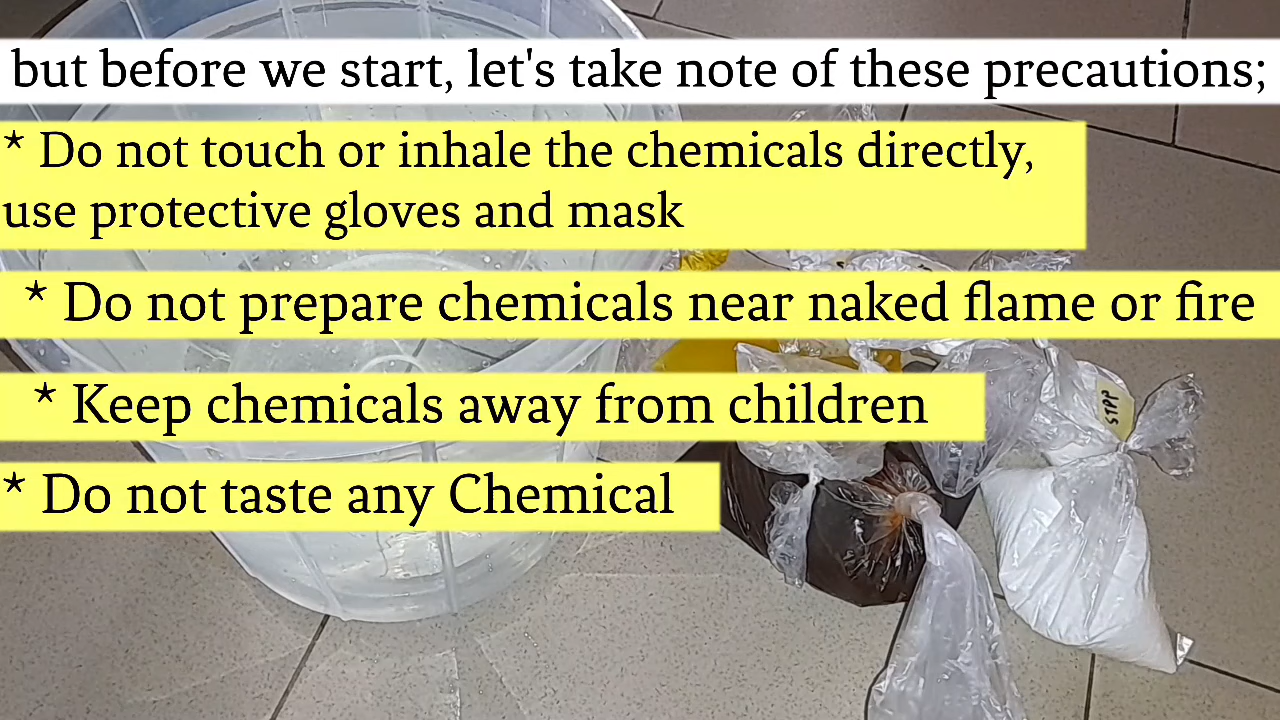 but before we start, let's take note of these precautions;
* Do not touch or inhale the chemicals directly,
use protective gloves and mask
* Do not prepare chemicals near naked flame or fire
* Keep chemicals away from children
* Do not taste any Chemical
STPP